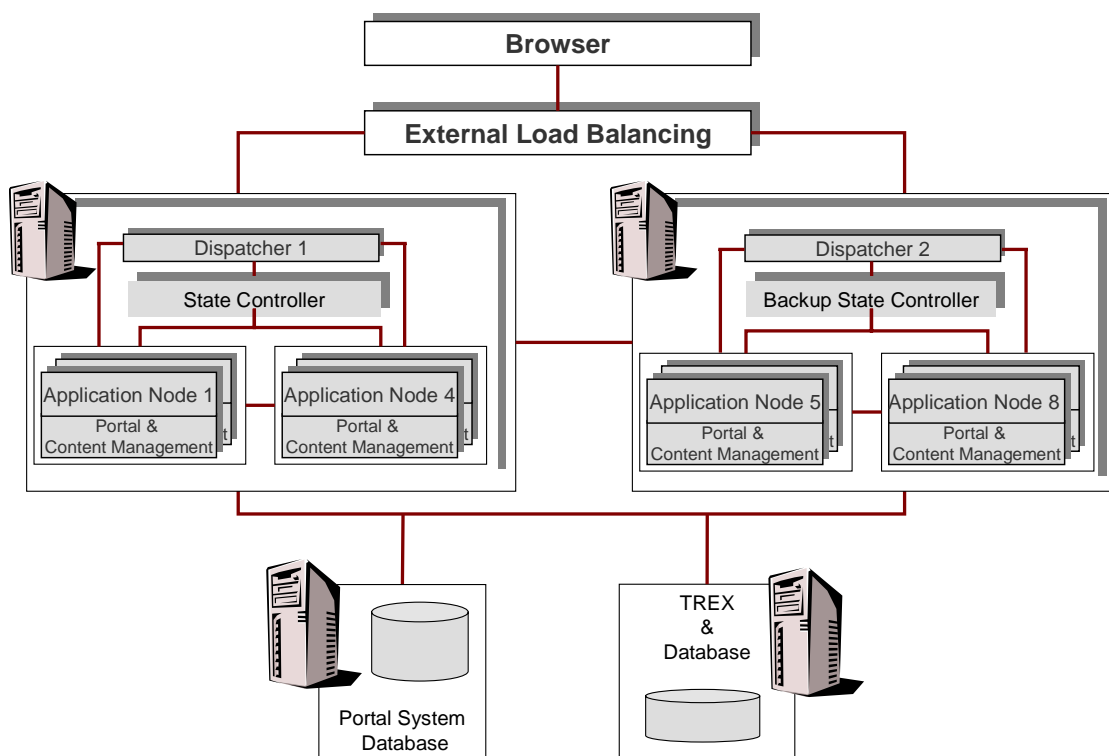 Browser
External Load Balancing
Dispatcher 1
State Controller
Application Node 1
Portal &
Content Management
t
Application Node 4
Portal &
Content Management
t
Dispatcher 2
Backup State Controller
Application Node 5
Portal &
Content Management
t
Application Node 8
Portal &
Content Management
t
Portal System
Database
TREX
&
Database